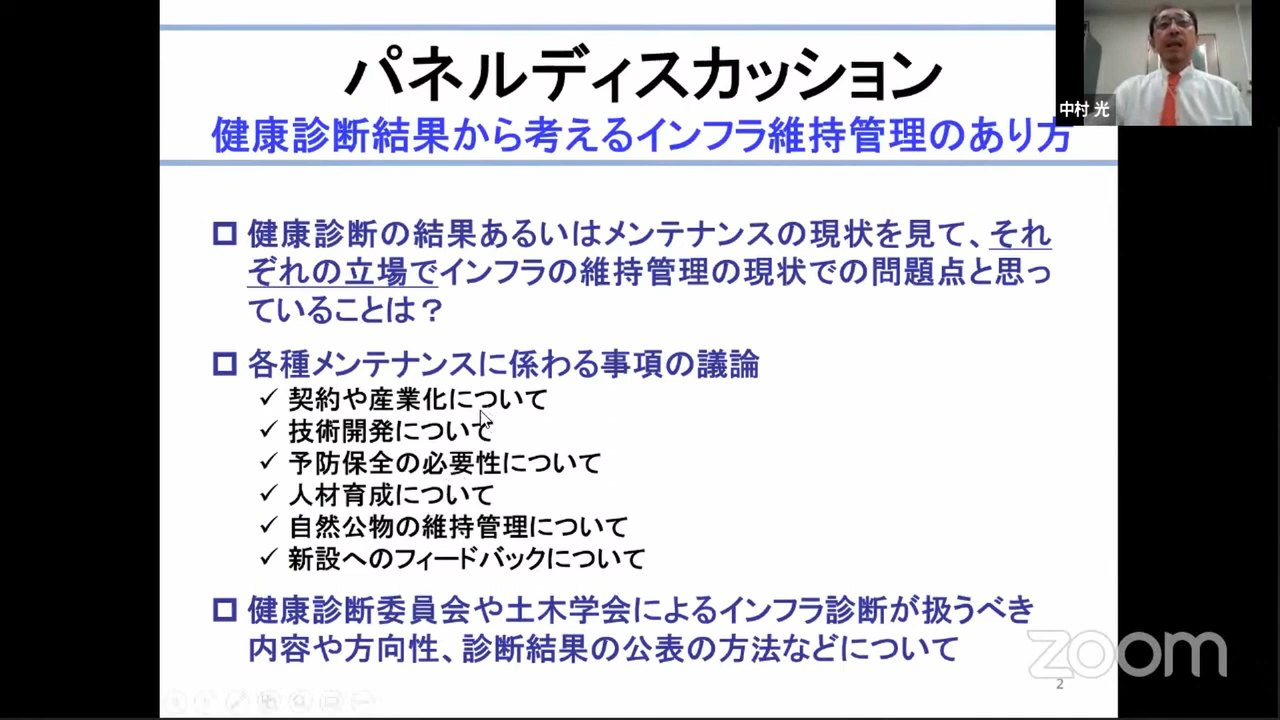 パネルディスカッション
中村 光
健康診断結果から考えるインフラ維持管理のあり方
健康診断の結果あるいはメンテナンスの現状を見て、それ
ぞれの立場でインフラの維持管理の現状での問題点と思っ
ていることは？
各種メンテナンスに係わる事項の議論
契約や産業化について
技術開発について
予防保全の必要性について
人材育成について
自然公物の維持管理について
新設へのフィードバックについて
健康診断委員会や土木学会によるインフラ診断が扱うべき
内容や方向性、診断結果の公表の方法などについて
zoom
2